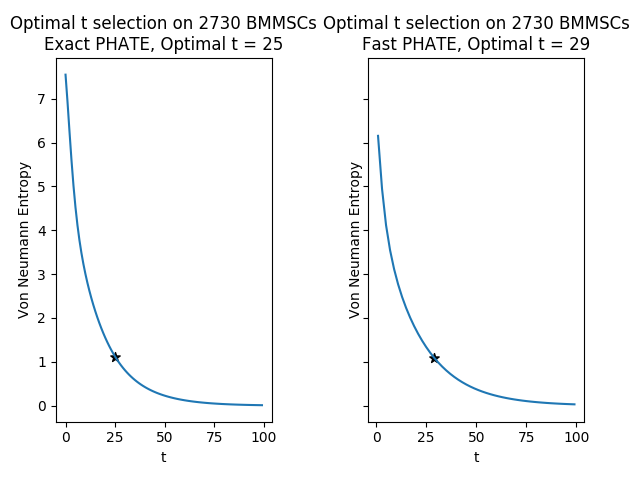 Optimal t selection on 2730 BMMSCs
Exact PHATE, Optimal t = 25
Optimal t selection on 2730 BMMSCs
Fast PHATE, Optimal t = 29
Von Neumann Entropy
7
6
5
4
3
2
1
0
0 25 50 75 100
t
Von Neumann Entropy
0 25 50 75 100
t